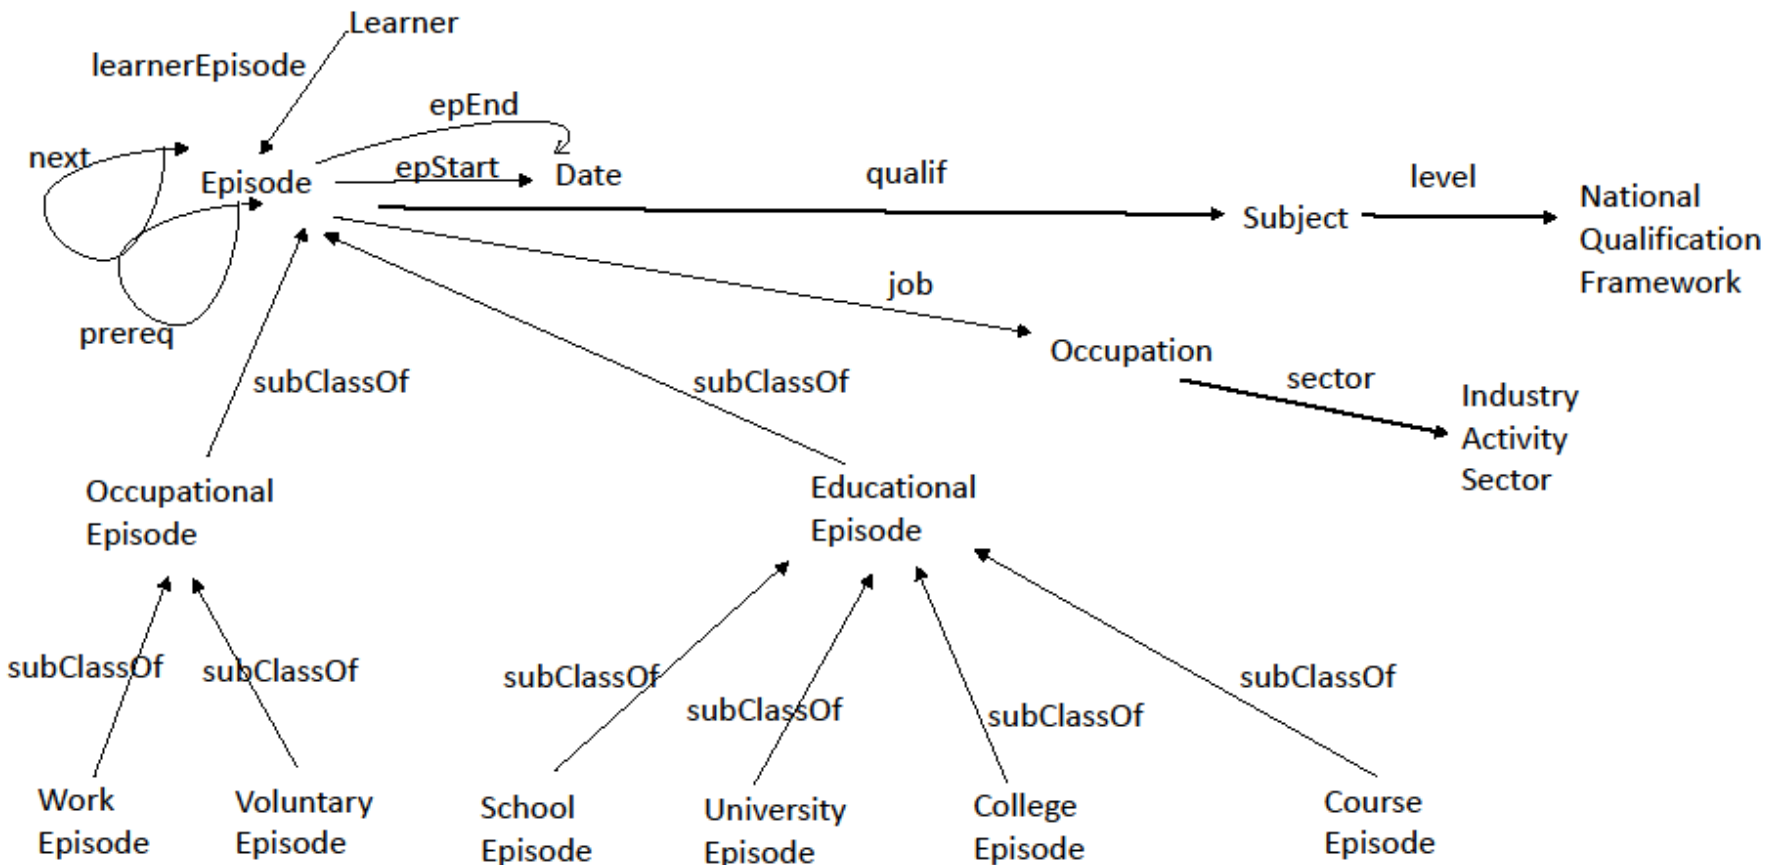 Learner
learnerEpisode
epEnd
next
epStart
Date
Episode
qualif
level
Subject
National
Qualification
Framework
job
prereq
Occupation
subClassOf
subClassOf
sector
Industry
Activity
Sector
Occupational
Episode
Educational
Episode
subClassOf
subClassOf
subClassOf
subClassOf
subClassOf
subClassOf
Work
Episode
Voluntary
Episode
School
Episode
University
Episode
College
Episode
Course
Episode